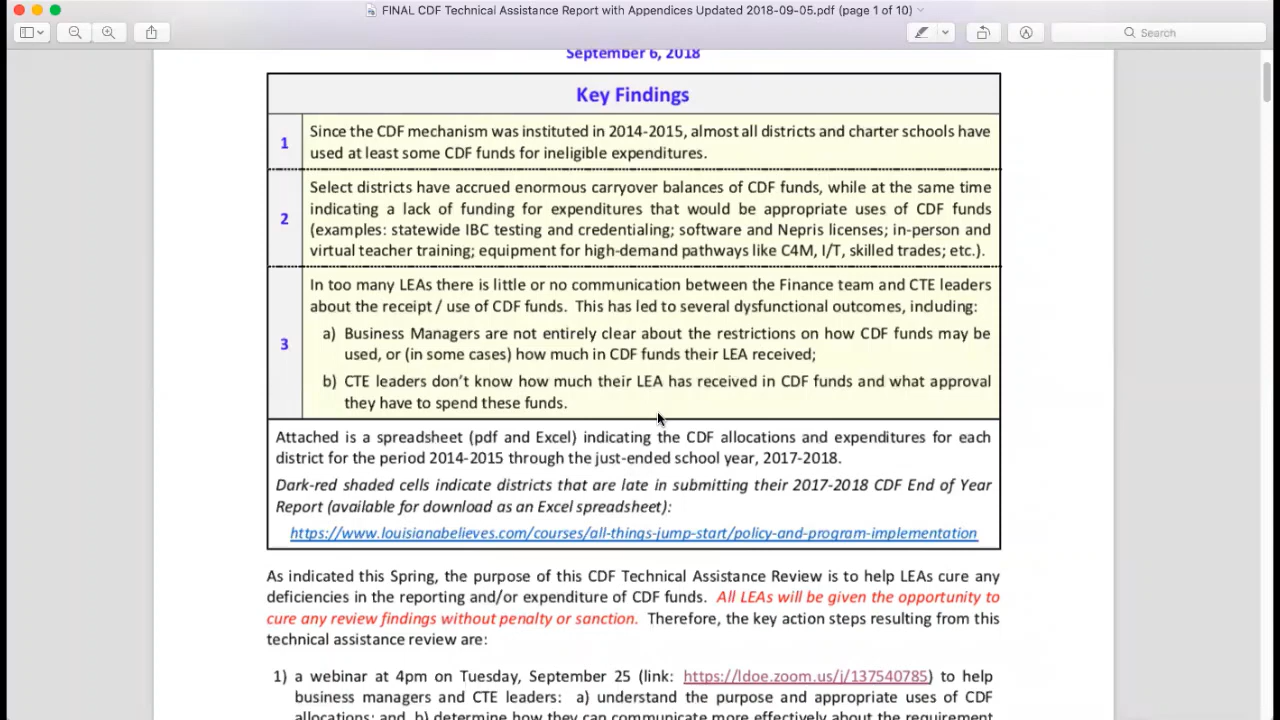 FINAL CDF Technical Assistance Report with Appendices Updated 2018-09-05.pdf (page 1 of 10)
Search
September 6, 2018
Key Findings
1
Since the CDF mechanism was instituted in 2014-2015, almost all districts and charter schools have
used at least some CDF funds for ineligible expenditures.
2
Select districts have accrued enormous carryover balances of CDF funds, while at the same time
indicating a lack of funding for expenditures that would be appropriate uses of CDF funds
(examples: statewide IBC testing and credentialing; software and Nepris licenses; in-person and
virtual teacher training; equipment for high-demand pathways like C4M, I/T, skilled trades; etc.).
3
In too many LEAs there is little or no communication between the Finance team and CTE leaders
about the receipt / use of CDF funds. This has led to several dysfunctional outcomes, including:
a) Business Managers are not entirely clear about the restrictions on how CDF funds may be
used, or (in some cases) how much in CDF funds their LEA received;
b) CTE leaders don't know how much their LEA has received in CDF funds and what approval
they have to spend these funds.
Attached is a spreadsheet (pdf and Excel) indicating the CDF allocations and expenditures for each
district for the period 2014-2015 through the just-ended school year, 2017-2018.
Dark-red shaded cells indicate districts that are late in submitting their 2017-2018 CDF End of Year
Report (available for download as an Excel spreadsheet):
https://www.louisianabelieves.com/courses/all-things-jump-start/policy-and-program-implementation
As indicated this Spring, the purpose of this CDF Technical Assistance Review is to help LEAs cure any
deficiencies in the reporting and/or expenditure of CDF funds. All LEAs will be given the opportunity to
cure any review findings without penalty or sanction. Therefore, the key action steps resulting from this
technical assistance review are:
1) a webinar at 4pm on Tuesday, September 25 (link: https://ldoe.zoom.us/j/137540785) to help
business managers and CTE leaders: a) understand the purpose and appropriate uses of CDF
allocations; and b) determine how they can communicate more effectively about the requirement